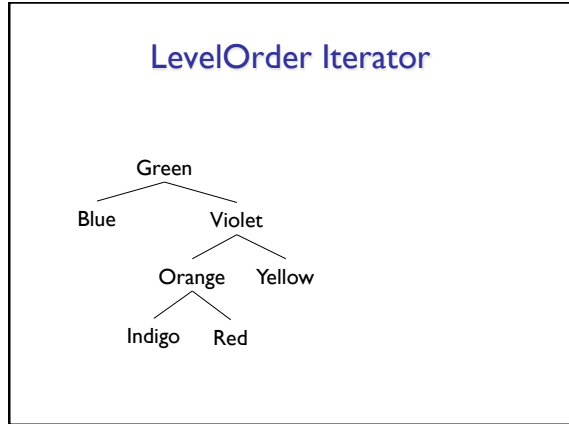 LevelOrder Iterator
Green
Blue Violet
Orange Yellow
Indigo Red